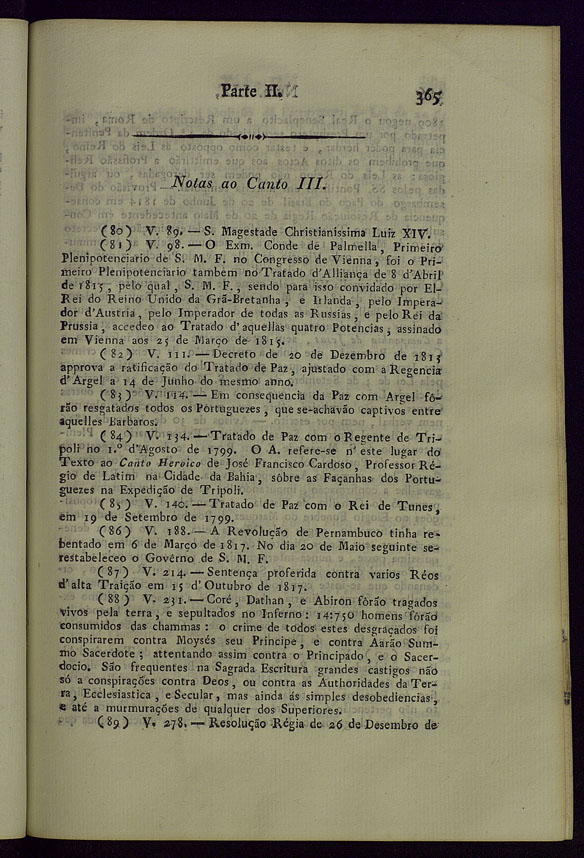 Parte II.
365
Notas ao Canto III.
(80) V. 89. — S. Magestade Christianissima Luiz XIV.
(81) V. 98. — O Exm. Conde de Palmella, Primeiro
Plenipotenciario de S. M. F. no Congresso de Vienna, foi o Pri-
meiro Plenipotenciario tambem no Tratado d'Alliança de 8 d'Abril
de 1815, pelo qual, S. M. F., sendo para isso convidado por El-
Rei do Reino Unido da Grã-Bretanha, e Irlanda, pelo Impera-
dor d'Austria, pelo Imperador de todas as Russias, e pelo Rei da
Prussia, accedeo ao Tratado d'aquellas quatro Potencias, assinado
em Vienna aos 25 de Março de 1815.
(82) V. 111. — Decreto de 20 de Dezembro de 1813
approva a ratificação do Tratado de Paz, ajustado com a Regencia
d'Argel a 14 de Junho do mesmo anno.
(83) V. 114. — Em consequencia da Paz com Argel fô-
rão resgatados todos os Portuguezes, que se-achavão captivos entre
aquelles Barbaros.
(84) V. 134. — Tratado de Paz com o Regente de Tri-
poli no 1.º d'Agosto de 1799. O A. refere-se n'este lugar do
Texto ao Canto Heroico de José Francisco Cardoso, Professor Ré-
gio de Latim na Cidade da Bahia, sôbre as Façanhas dos Portu-
guezes na Expedição de Tripoli.
(85) V. 140. — Tratado de Paz com o Rei de Tunes,
em 19 de Setembro de 1799.
(86) V. 188. — A Revolução de Pernambuco tinha re-
bentado em 6 de Março de 1817. No dia 20 de Maio seguinte se-
restabeleceo o Govêrno de S. M. F.
(87) V. 214. — Sentença proferida contra varios Réos
d'alta Traição em 15 d'Outubro de 1817.
(88) V. 231. — Coré, Dathan, e Abiron fôrão tragados
vivos pela terra, e sepultados no Inferno: 14:750 homens fôrão
consumidos das chammas: o crime de todos estes desgraçados foi
conspirarem contra Moysés seu Principe, e contra Aarão Sum-
mo Sacerdote; attentando assim contra o Principado, e o Sacer-
docio. São frequentes na Sagrada Escritura grandes castigos não
só a conspirações contra Deos, ou contra as Authoridades da Ter-
ra, Ecclesiastica, e Secular, mas ainda ás simples desobediencias,
e até a murmurações de qualquer dos Superiores.
(89) V. 278. — Resolução Régia de 26 de Desembro de